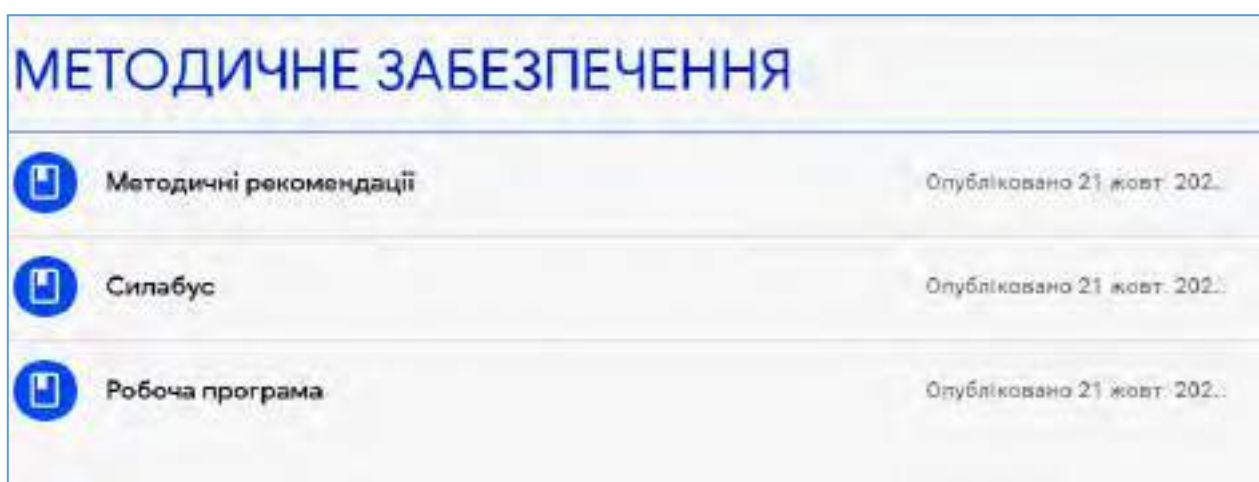 МЕТОДИЧНЕ ЗАБЕЗПЕЧЕННЯ
Методичні рекомендації Опубліковано 21 жовт. 202...
Силабус Опубліковано 21 жовт. 202...
Робоча програма Опубліковано 21 жовт. 202...